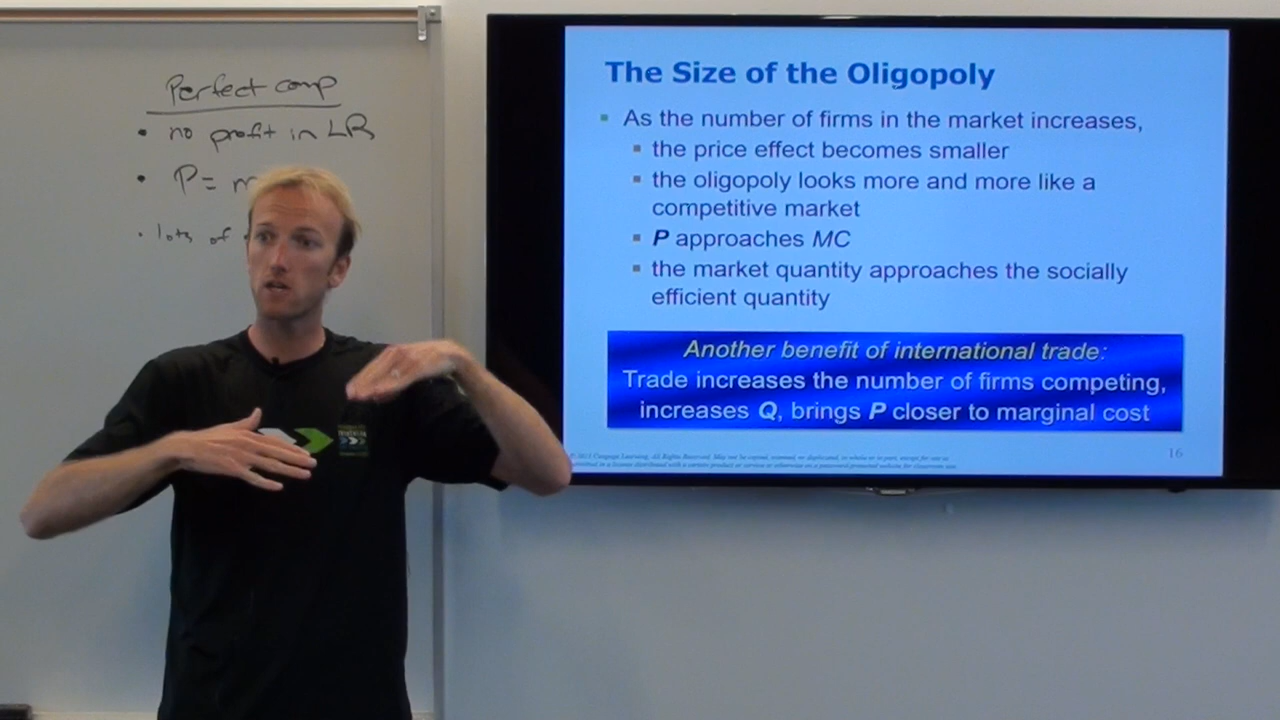 Perfect comp
• no profit in LR
• P = m
• lots of
The Size of the Oligopoly
▪ As the number of firms in the market increases,
▪ the price effect becomes smaller
▪ the oligopoly looks more and more like a
competitive market
▪ P approaches MC
▪ the market quantity approaches the socially
efficient quantity
Another benefit of international trade:
Trade increases the number of firms competing,
increases Q, brings P closer to marginal cost
16